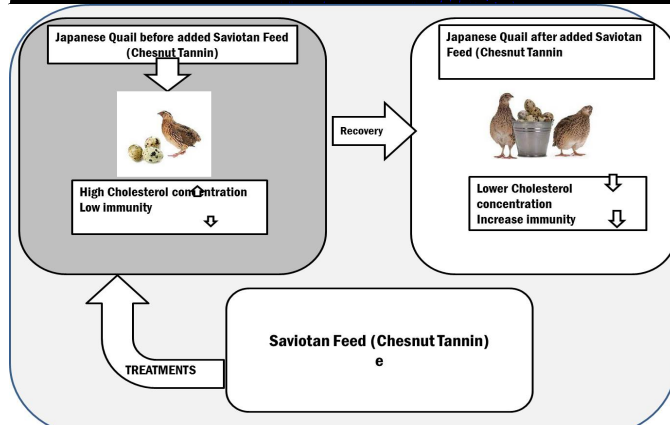 Japanese Quail before added Saviotan Feed
(Chesnut Tannin)
High Cholesterol concentration
Low immunity
Recovery
Japanese Quail after added Saviotan
Feed (Chesnut Tannin
Lower Cholesterol
concentration
Increase immunity
TREATMENTS
Saviotan Feed (Chesnut Tannin)
e